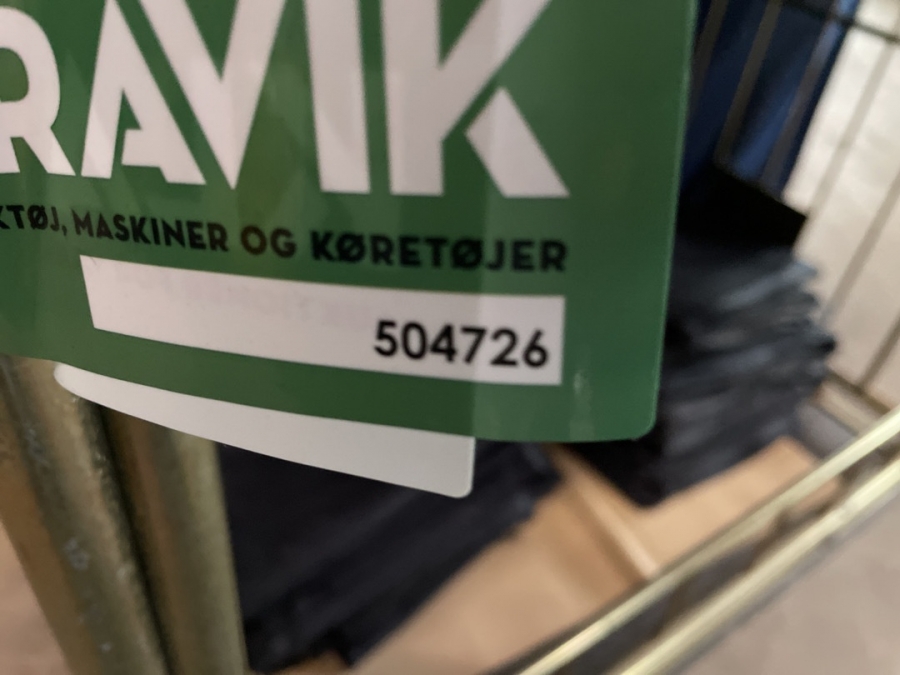 RAVIK
KTØJ, MASKINER OG KØRETØJER
504726